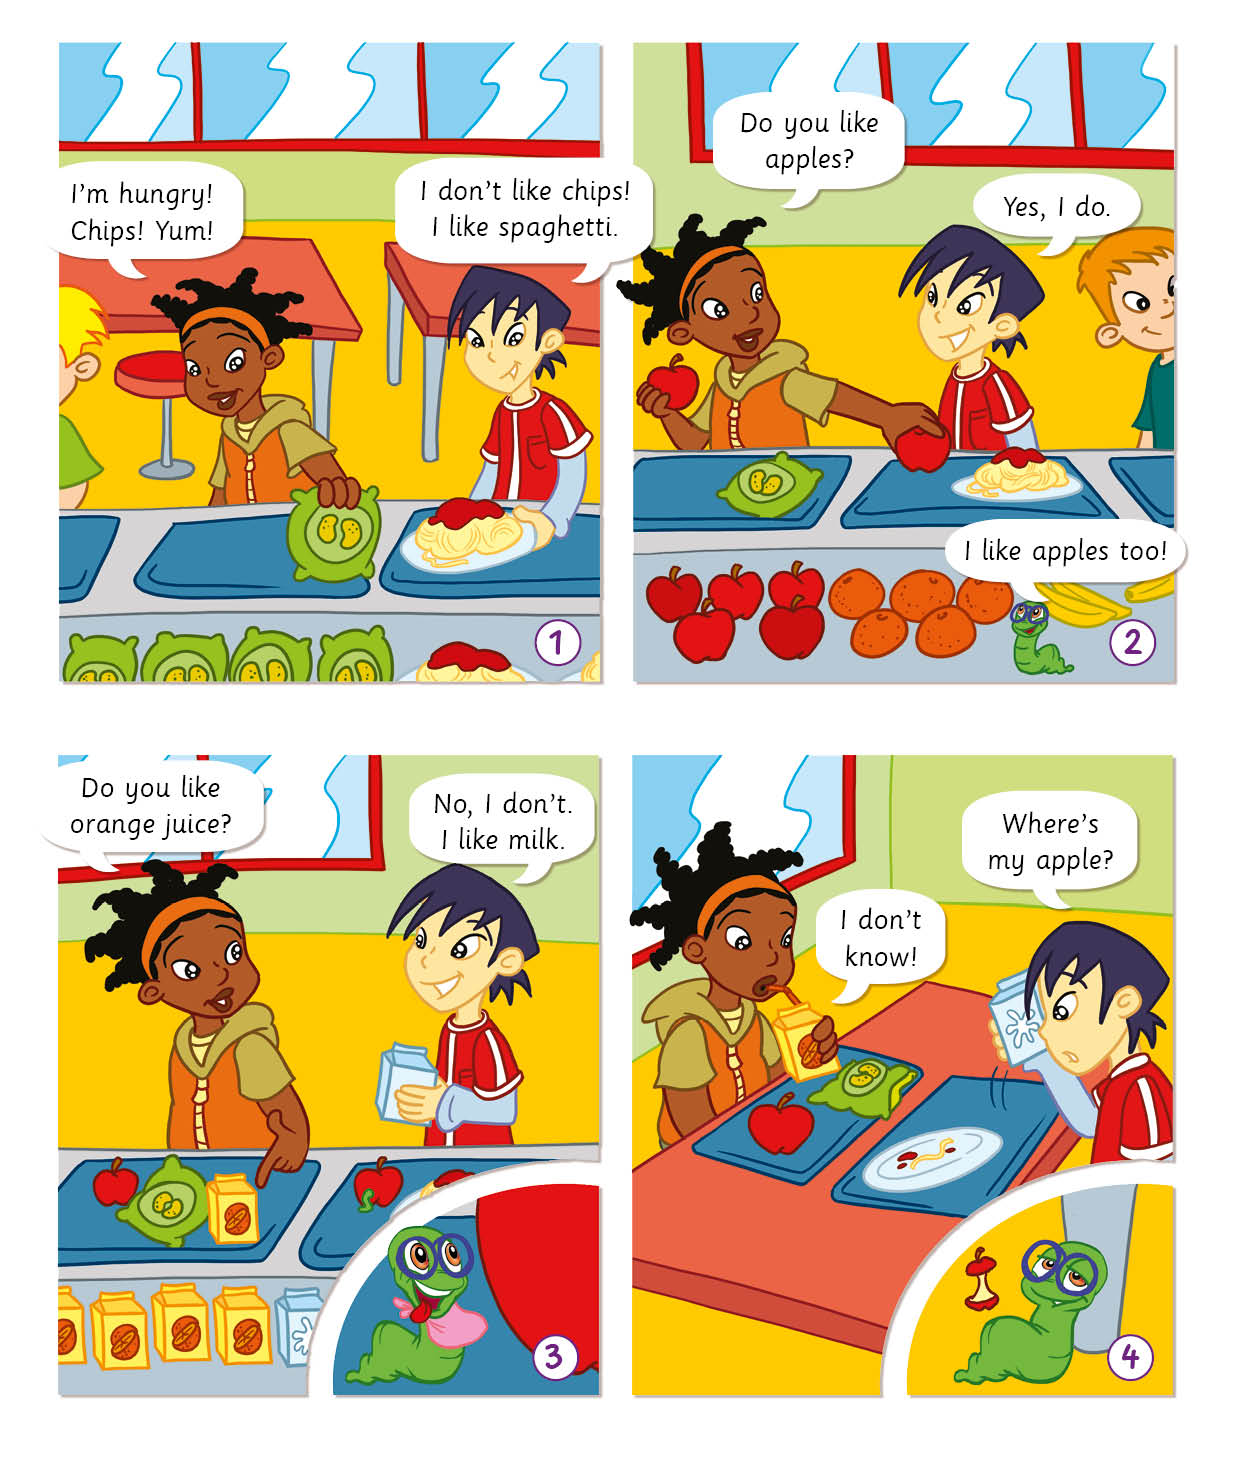 I'm hungry!
Chips! Yum!
I don't like chips!
I like spaghetti.
1
Do you like
apples?
Yes, I do.
I like apples too!
2
Do you like
orange juice?
No, I don't.
I like milk.
3
Where's
my apple?
I don't
know!
4